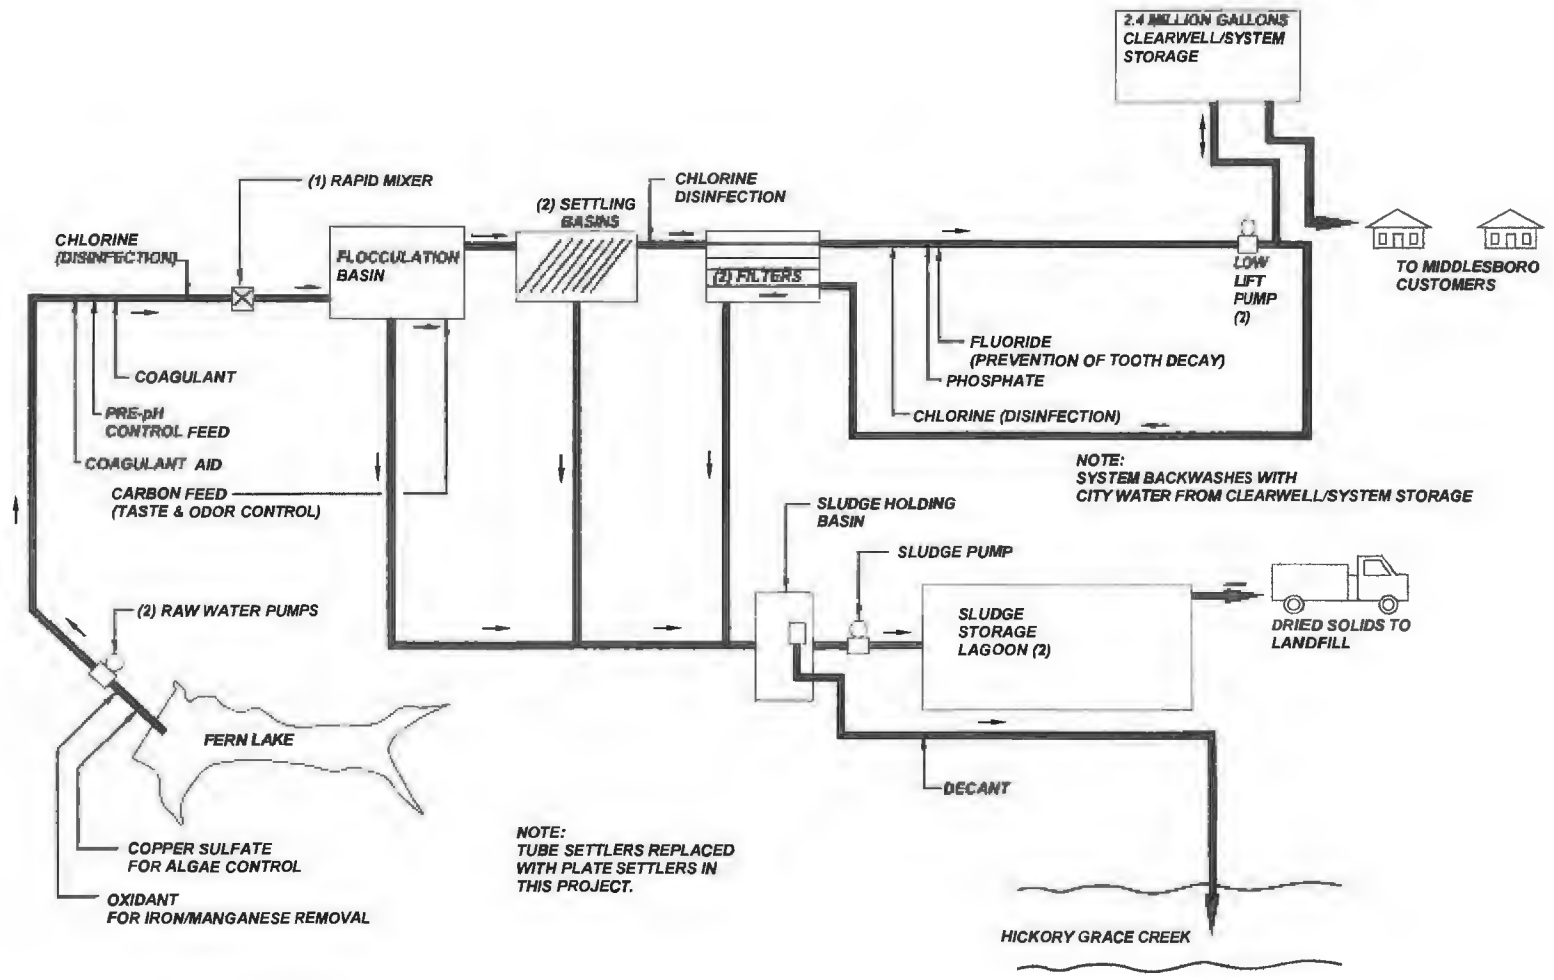 2.4 MILLION GALLONS
CLEARWELL/SYSTEM
STORAGE
(1) RAPID MIXER
CHLORINE
DISINFECTION
(2) SETTLING
BASINS
CHLORINE
(DISINFECTION)
FLOCCULATION
BASIN
(2) FILTERS
LOW
LIFT
PUMP
(2)
TO MIDDLESBORO
CUSTOMERS
FLUORIDE
(PREVENTION OF TOOTH DECAY)
PHOSPHATE
CHLORINE (DISINFECTION)
COAGULANT
PRE-pH
CONTROL FEED
COAGULANT AID
CARBON FEED
(TASTE & ODOR CONTROL)
NOTE:
SYSTEM BACKWASHES WITH
CITY WATER FROM CLEARWELL/SYSTEM STORAGE
SLUDGE HOLDING
BASIN
SLUDGE PUMP
(2) RAW WATER PUMPS
SLUDGE
STORAGE
LAGOON (2)
DRIED SOLIDS TO
LANDFILL
FERN LAKE
DECANT
COPPER SULFATE
FOR ALGAE CONTROL
OXIDANT
FOR IRON/MANGANESE REMOVAL
NOTE:
TUBE SETTLERS REPLACED
WITH PLATE SETTLERS IN
THIS PROJECT.
HICKORY GRACE CREEK